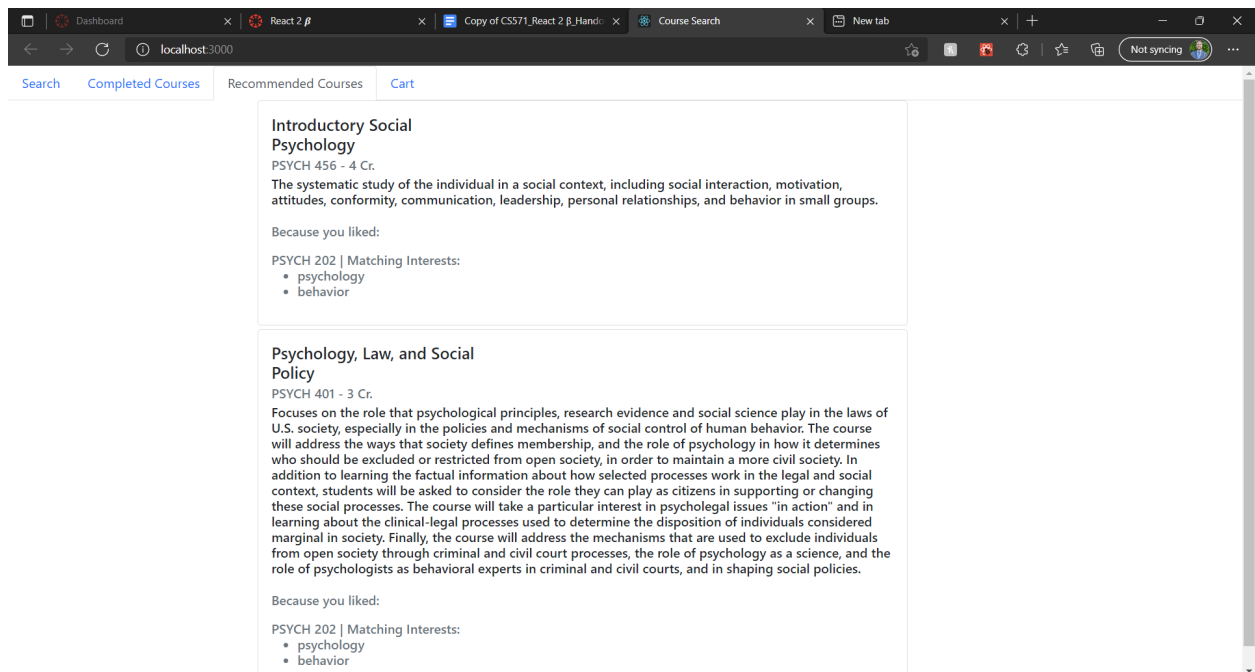 Dashboard
React 2 β
Copy of CS571_React 2 β_Hando
Course Search
New tab
localhost:3000
Not syncing
Search
Completed Courses
Recommended Courses
Cart
Introductory Social
Psychology
PSYCH 456 - 4 Cr.
The systematic study of the individual in a social context, including social interaction, motivation,
attitudes, conformity, communication, leadership, personal relationships, and behavior in small groups.
Because you liked:
PSYCH 202 | Matching Interests:
• psychology
• behavior
Psychology, Law, and Social
Policy
PSYCH 401 - 3 Cr.
Focuses on the role that psychological principles, research evidence and social science play in the laws of
U.S. society, especially in the policies and mechanisms of social control of human behavior. The course
will address the ways that society defines membership, and the role of psychology in how it determines
who should be excluded or restricted from open society, in order to maintain a more civil society. In
addition to learning the factual information about how selected processes work in the legal and social
context, students will be asked to consider the role they can play as citizens in supporting or changing
these social processes. The course will take a particular interest in psycholegal issues "in action" and in
learning about the clinical-legal processes used to determine the disposition of individuals considered
marginal in society. Finally, the course will address the mechanisms that are used to exclude individuals
from open society through criminal and civil court processes, the role of psychology as a science, and the
role of psychologists as behavioral experts in criminal and civil courts, and in shaping social policies.
Because you liked:
PSYCH 202 | Matching Interests:
• psychology
• behavior